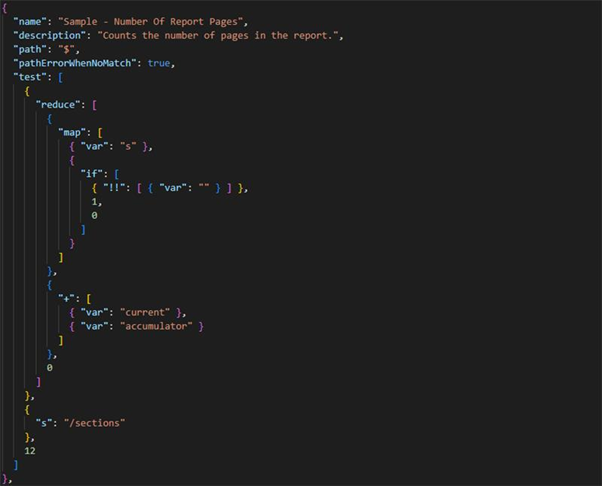 {
  "name": "Sample - Number Of Report Pages",
  "description": "Counts the number of pages in the report.",
  "path": "$",
  "pathErrorWhenNoMatch": true,
  "test": [
    {
      "reduce": [
        {
          "map": [
            { "var": "s" },
            {
              "if": [
                { "!!": [ { "var": "" } ] },
                1,
                0
              ]
            }
          ]
        },
        {
          "+": [
            { "var": "current" },
            { "var": "accumulator" }
          ]
        },
        0
      ]
    },
    {
      "s": "/sections"
    },
    12
  ]
},